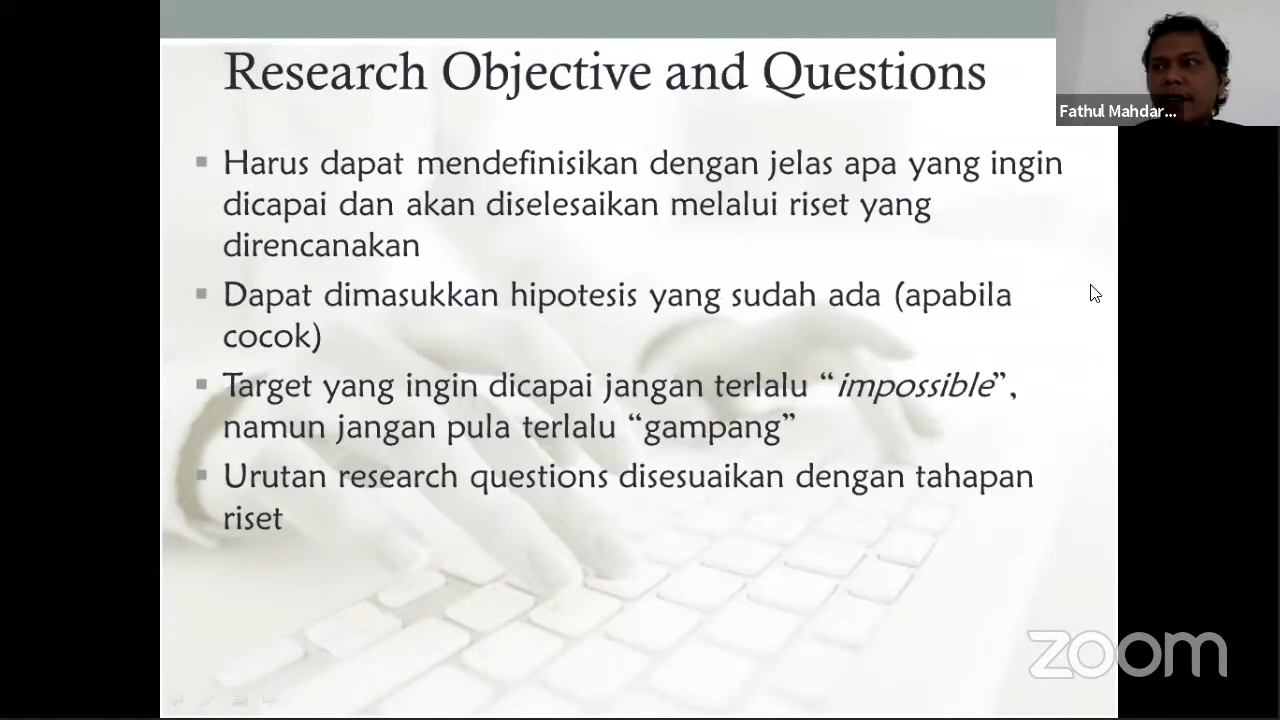 Research Objective and Questions
Fathul Mahdar...
Harus dapat mendefinisikan dengan jelas apa yang ingin
dicapai dan akan diselesaikan melalui riset yang
direncanakan
Dapat dimasukkan hipotesis yang sudah ada (apabila
cocok)
Target yang ingin dicapai jangan terlalu “impossible”,
namun jangan pula terlalu “gampang”
Urutan research questions disesuaikan dengan tahapan
riset
zoom